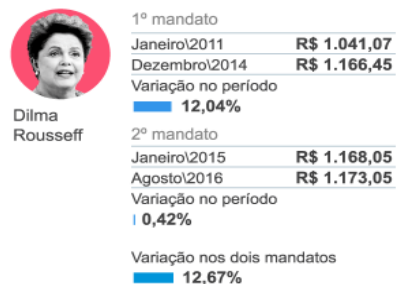 Dilma
Rousseff
1º mandato
Janeiro\2011 R$ 1.041,07
Dezembro\2014 R$ 1.166,45
Variação no período
12,04%
2º mandato
Janeiro\2015 R$ 1.168,05
Agosto\2016 R$ 1.173,05
Variação no período
0,42%
Variação nos dois mandatos
12,67%